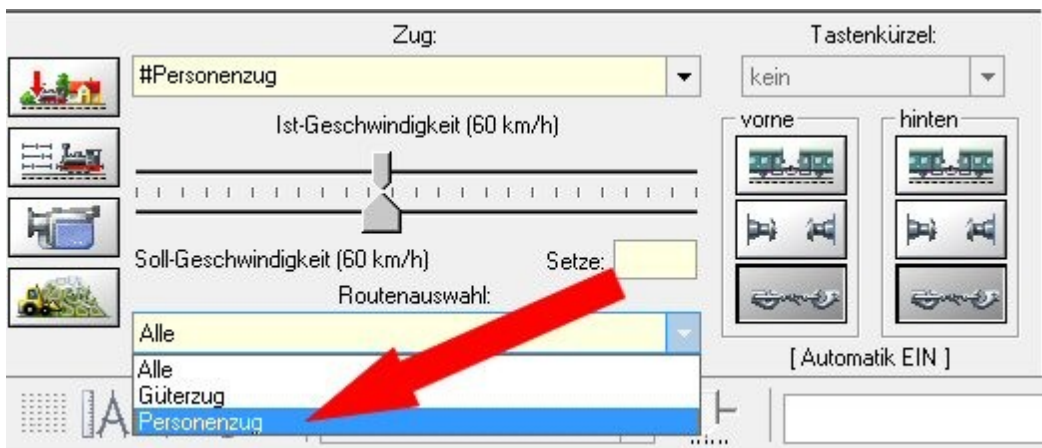 Zug:
Tastenkürzel:
#Personenzug
kein
Ist-Geschwindigkeit (60 km/h)
vorne
hinten
Soll-Geschwindigkeit (60 km/h)
Setze:
Routenauswahl:
Alle
[ Automatik EIN ]
Alle
Güterzug
Personenzug